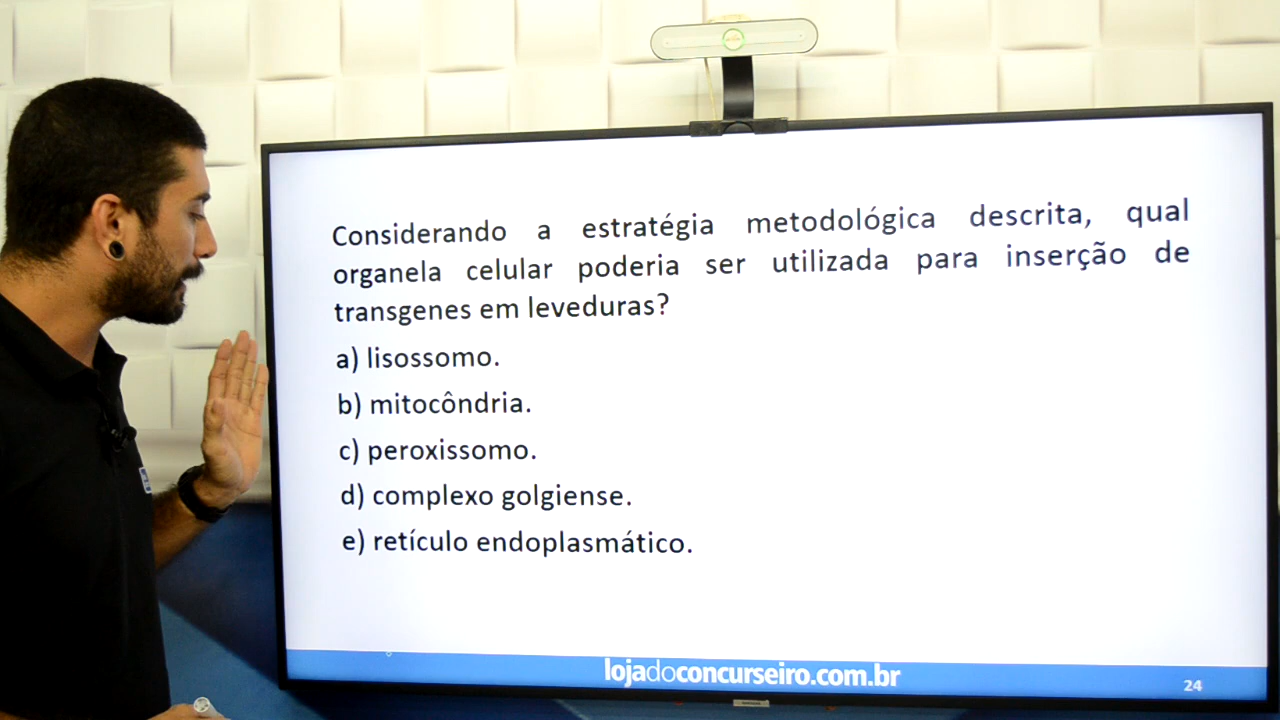 Considerando a estratégia metodológica descrita, qual
organela celular poderia ser utilizada para inserção de
transgenes em leveduras?
a) lisossomo.
b) mitocôndria.
c) peroxissomo.
d) complexo golgiense.
e) retículo endoplasmático.
lojadoconcurseiro.com.br
24